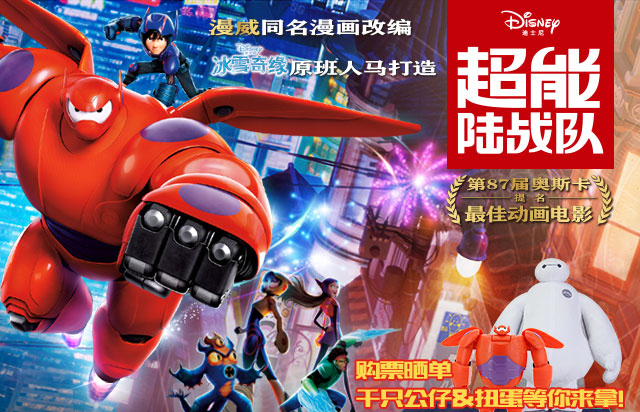 漫威同名漫画改编
Disney
冰雪奇缘原班人马打造
Disney
迪士尼
超能
陆战队
第87届奥斯卡
提名
最佳动画电影
购票晒单
千只公仔&扭蛋等你来拿!